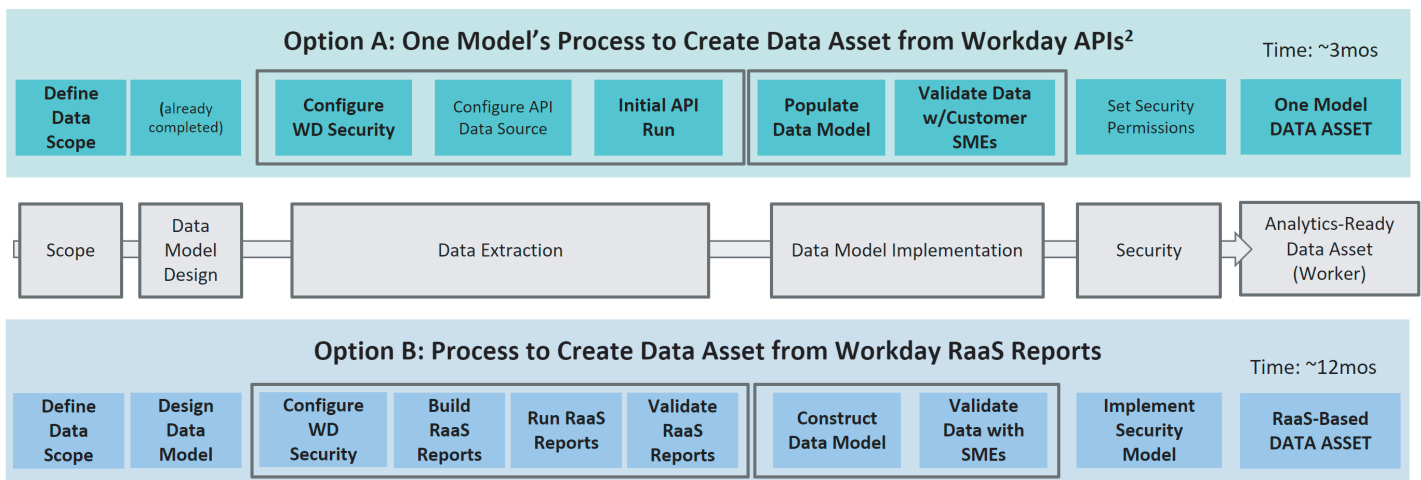 Option A: One Model's Process to Create Data Asset from Workday APIs²
Time: ~3mos
Define
Data
Scope
(already
completed)
Configure
WD Security
Configure API
Data Source
Initial API
Run
Populate
Data Model
Validate Data
w/Customer
SMEs
Set Security
Permissions
One Model
DATA ASSET
Scope
Data
Model
Design
Data Extraction
Data Model Implementation
Security
Analytics-Ready
Data Asset
(Worker)
Option B: Process to Create Data Asset from Workday RaaS Reports
Time: ~12mos
Define
Data
Scope
Design
Data
Model
Configure
WD
Security
Build
RaaS
Reports
Run RaaS
Reports
Validate
RaaS
Reports
Construct
Data Model
Validate
Data with
SMEs
Implement
Security
Model
RaaS-Based
DATA ASSET